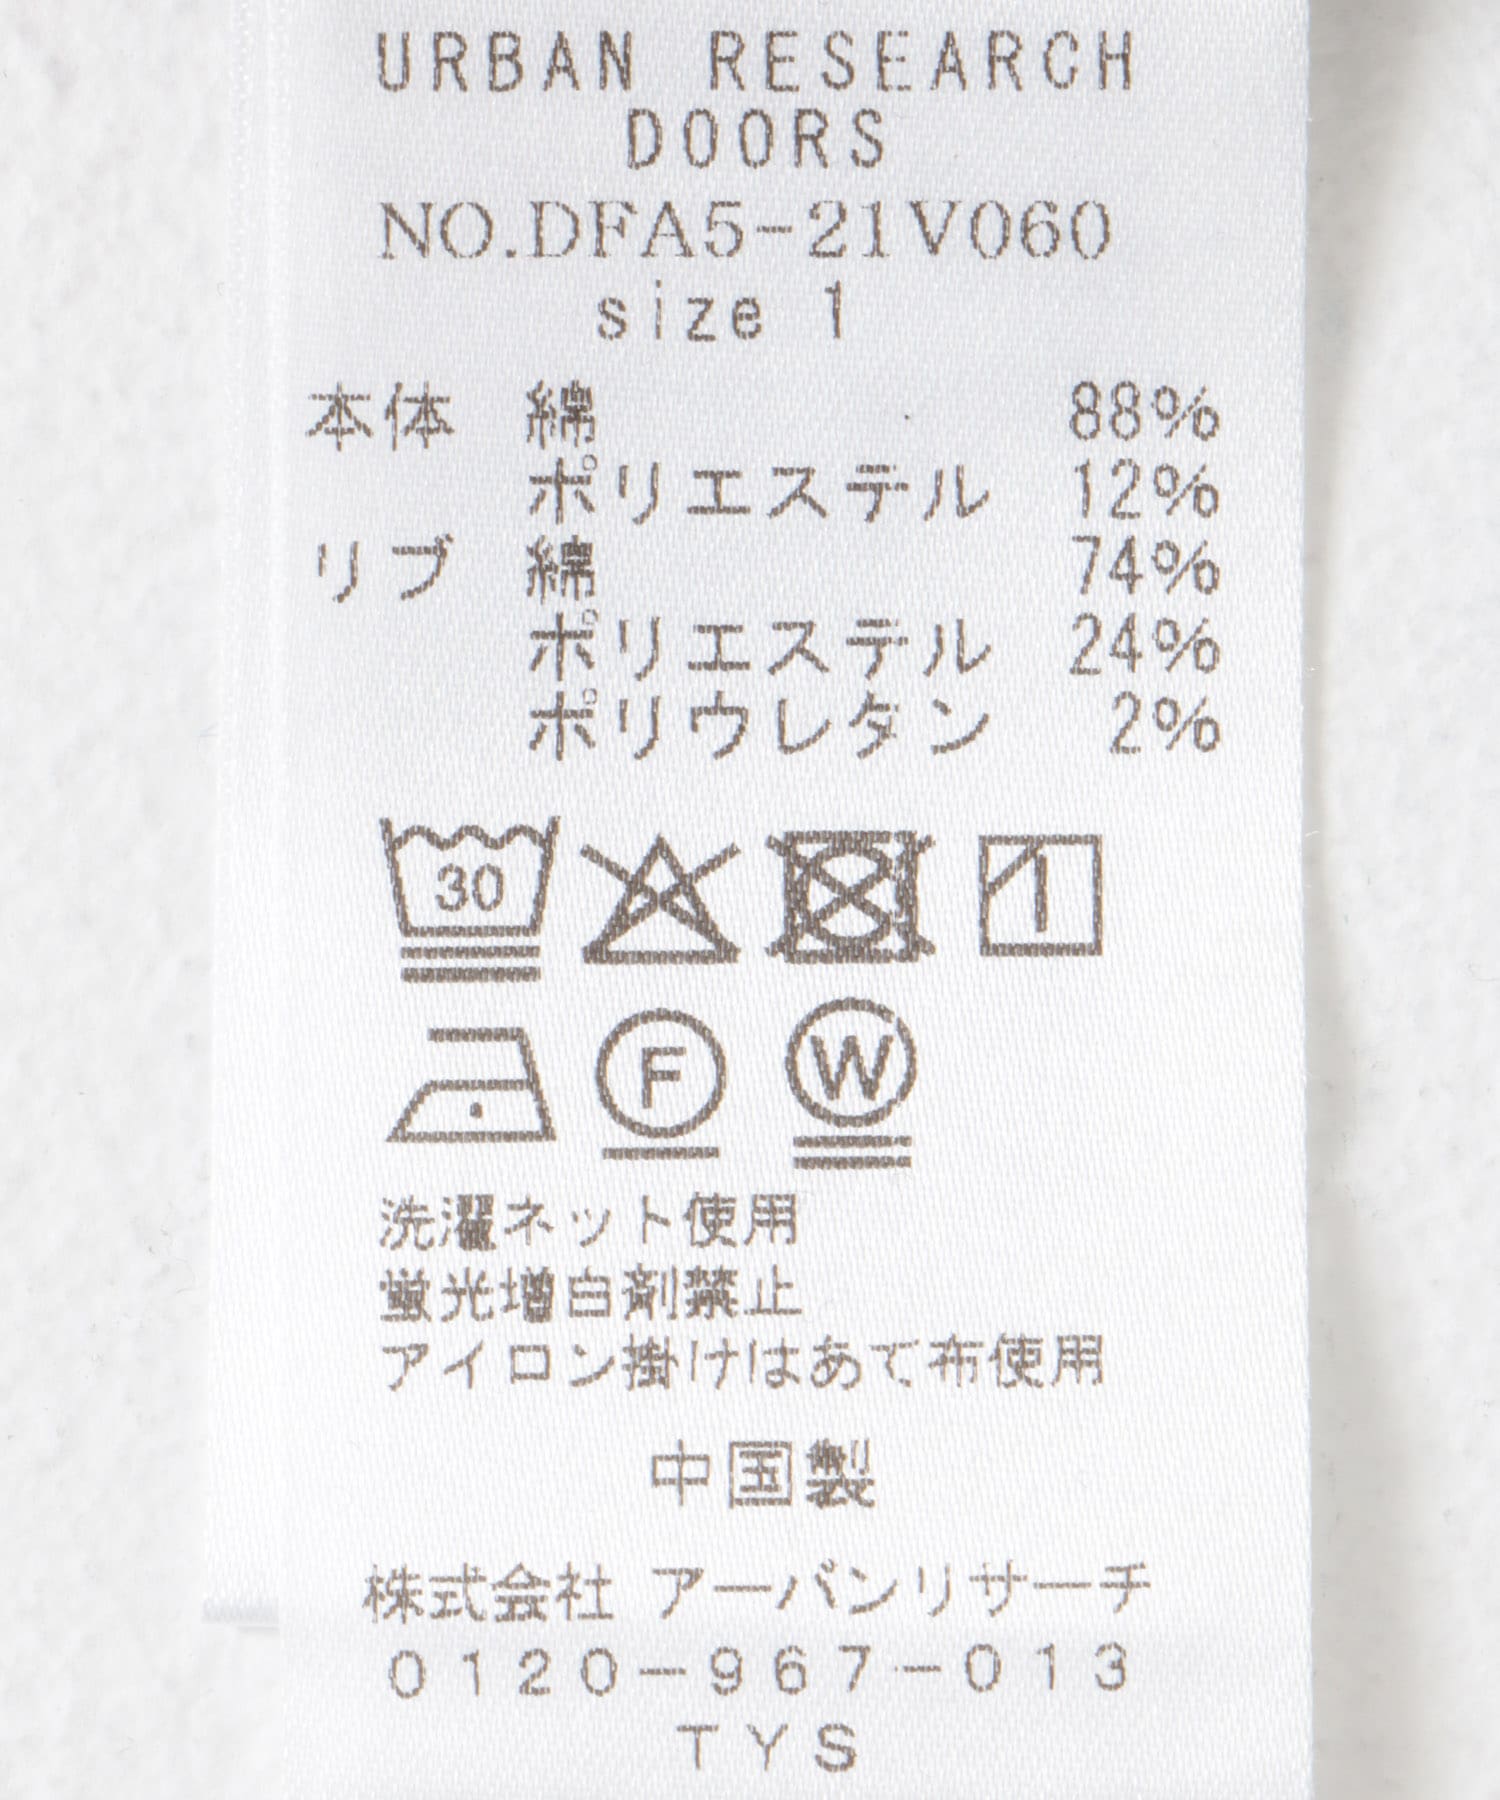 URBAN RESEARCH
DOORS
NO.DFA5-21V060
size 1
本体 綿 88%
ポリエステル 12%
リブ 綿 74%
ポリエステル 24%
ポリウレタン 2%
30
F W
洗濯ネット使用
蛍光増白剤禁止
アイロン掛けはあて布使用
中国製
株式会社 アーバンリサーチ
0120-967-013
TYS